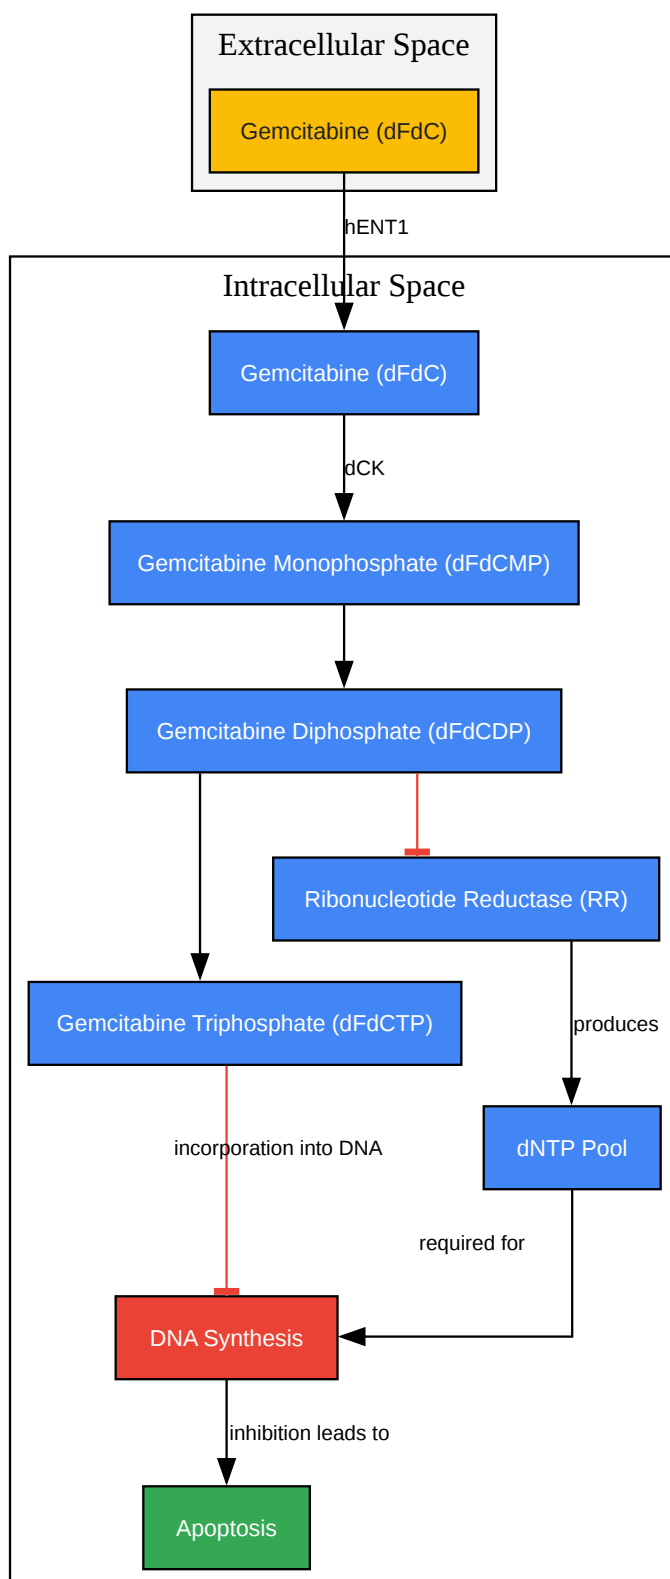 Extracellular Space
Gemcitabine (dFdC)
hENT1
Intracellular Space
Gemcitabine (dFdC)
dCK
Gemcitabine Monophosphate (dFdCMP)
Gemcitabine Diphosphate (dFdCDP)
Ribonucleotide Reductase (RR)
Gemcitabine Triphosphate (dFdCTP)
produces
incorporation into DNA
dNTP Pool
required for
DNA Synthesis
inhibition leads to
Apoptosis